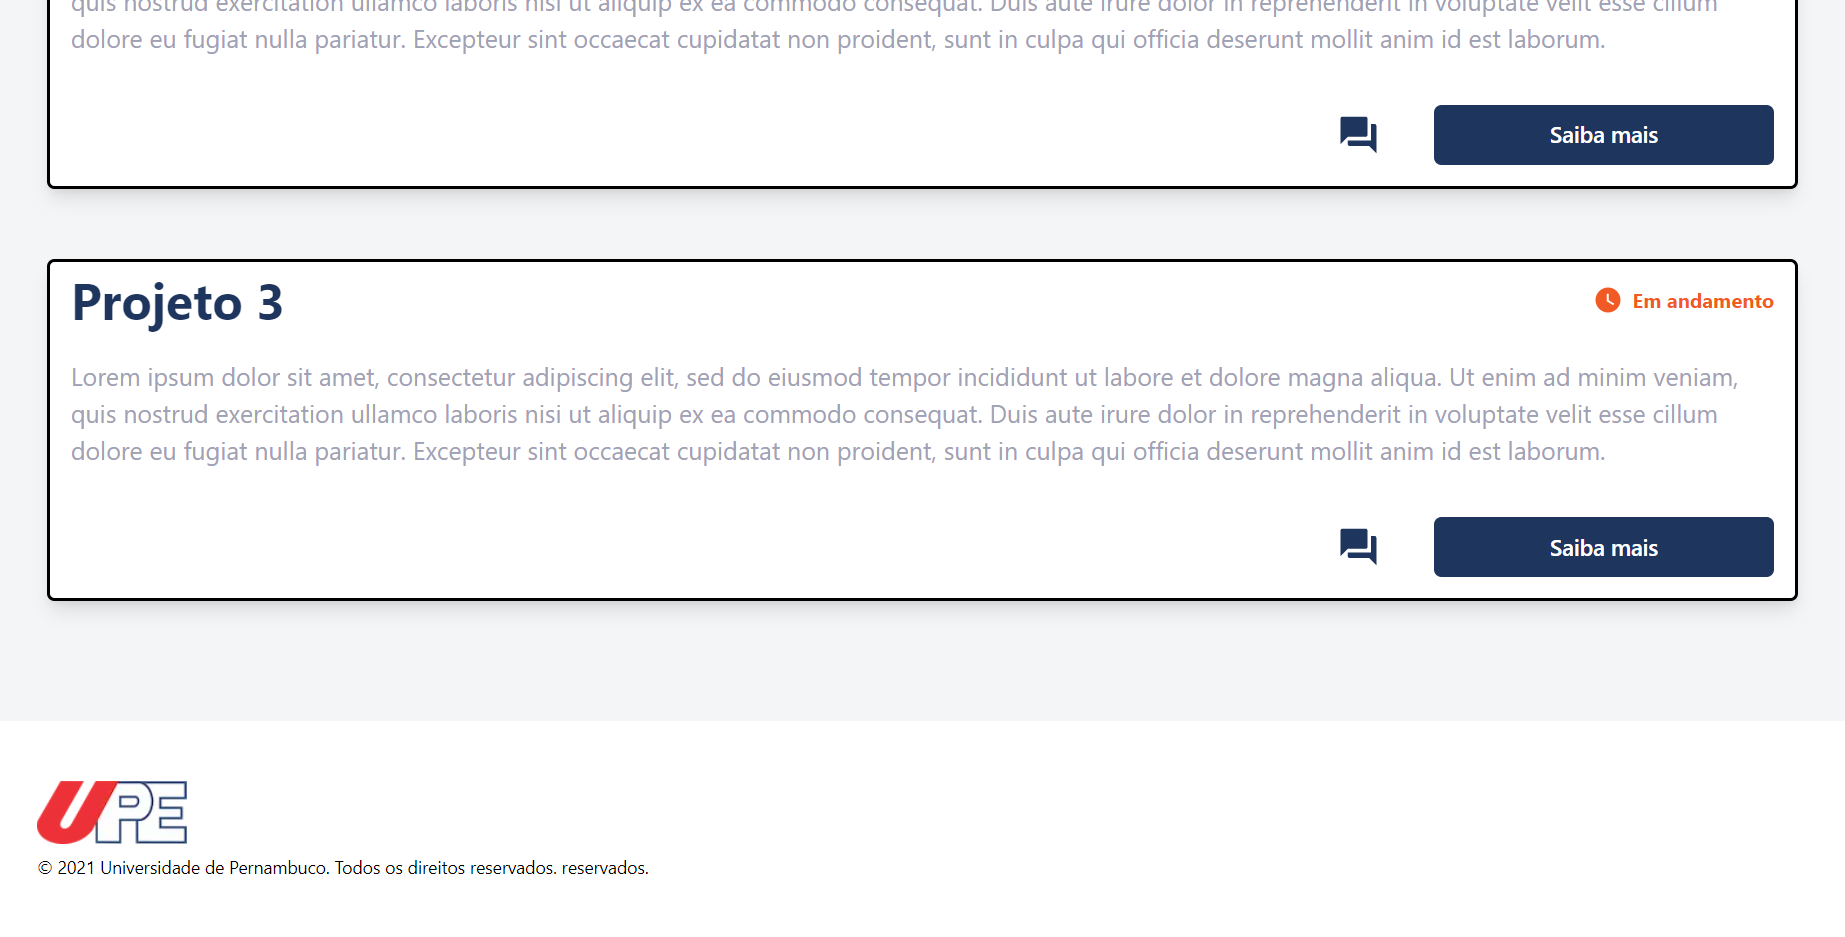 quis nostrud exercitation ullamco laboris nisi ut aliquip ex ea commodo consequat. Duis aute irure dolor in reprehenderit in voluptate velit esse cillum
dolore eu fugiat nulla pariatur. Excepteur sint occaecat cupidatat non proident, sunt in culpa qui officia deserunt mollit anim id est laborum.
Saiba mais
Projeto 3
Em andamento
Lorem ipsum dolor sit amet, consectetur adipiscing elit, sed do eiusmod tempor incididunt ut labore et dolore magna aliqua. Ut enim ad minim veniam,
quis nostrud exercitation ullamco laboris nisi ut aliquip ex ea commodo consequat. Duis aute irure dolor in reprehenderit in voluptate velit esse cillum
dolore eu fugiat nulla pariatur. Excepteur sint occaecat cupidatat non proident, sunt in culpa qui officia deserunt mollit anim id est laborum.
Saiba mais
UPE
© 2021 Universidade de Pernambuco. Todos os direitos reservados. reservados.